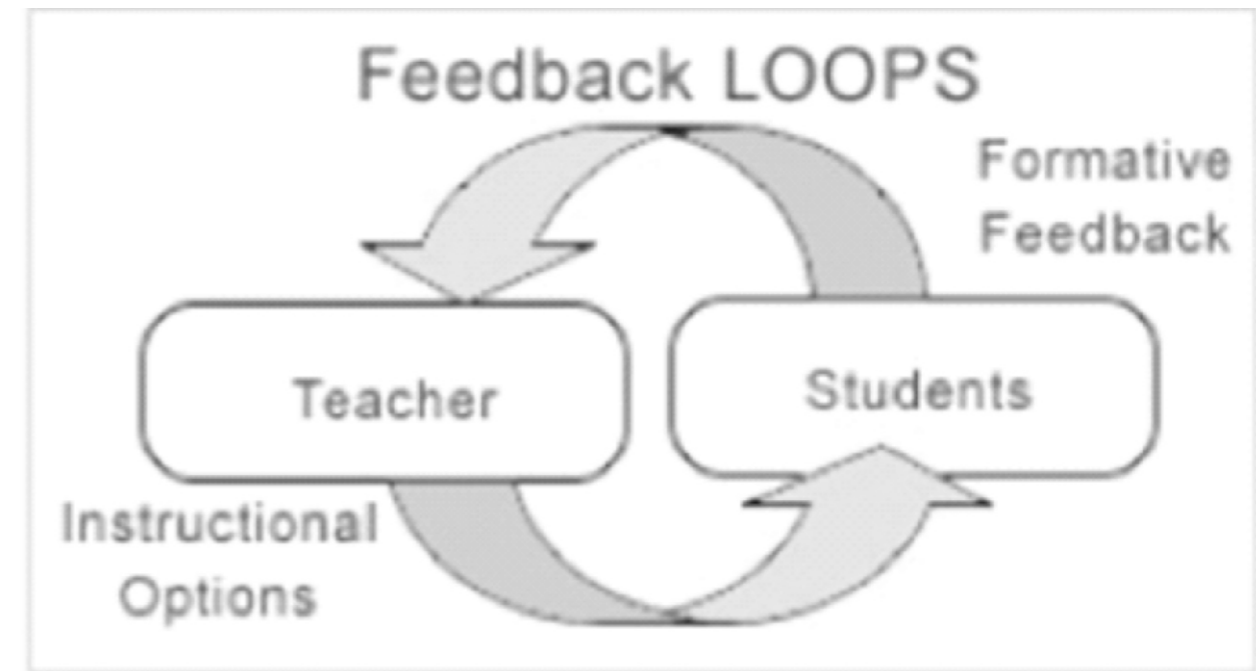 Feedback LOOPS
Formative
Feedback
Teacher
Students
Instructional
Options